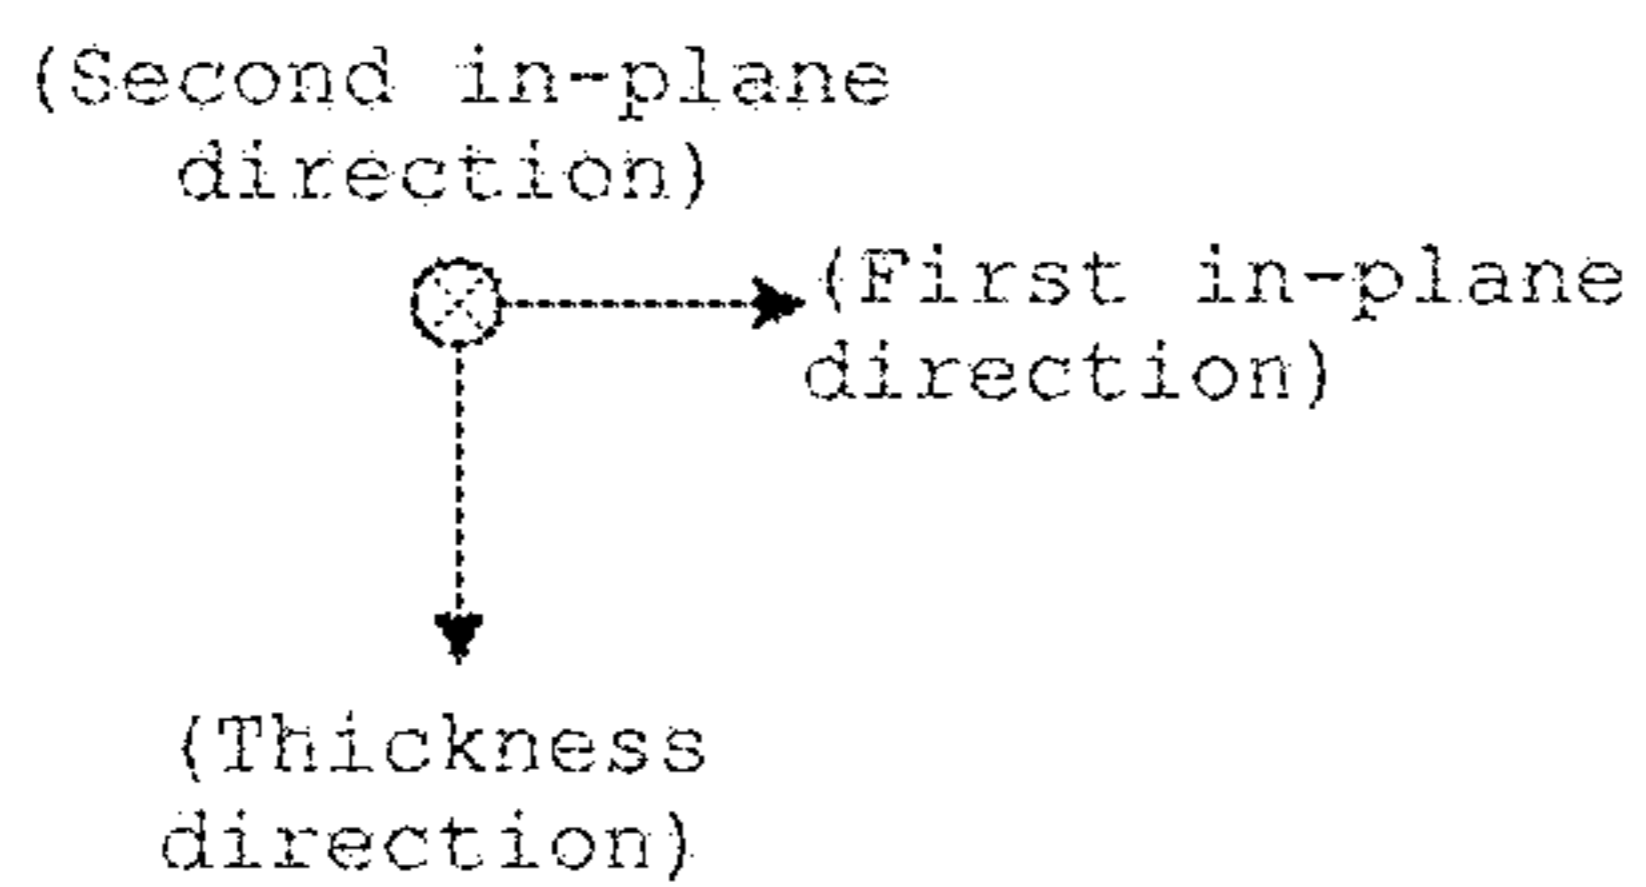 (Second in-plane
direction)
(First in-plane
direction)
(Thickness
direction)